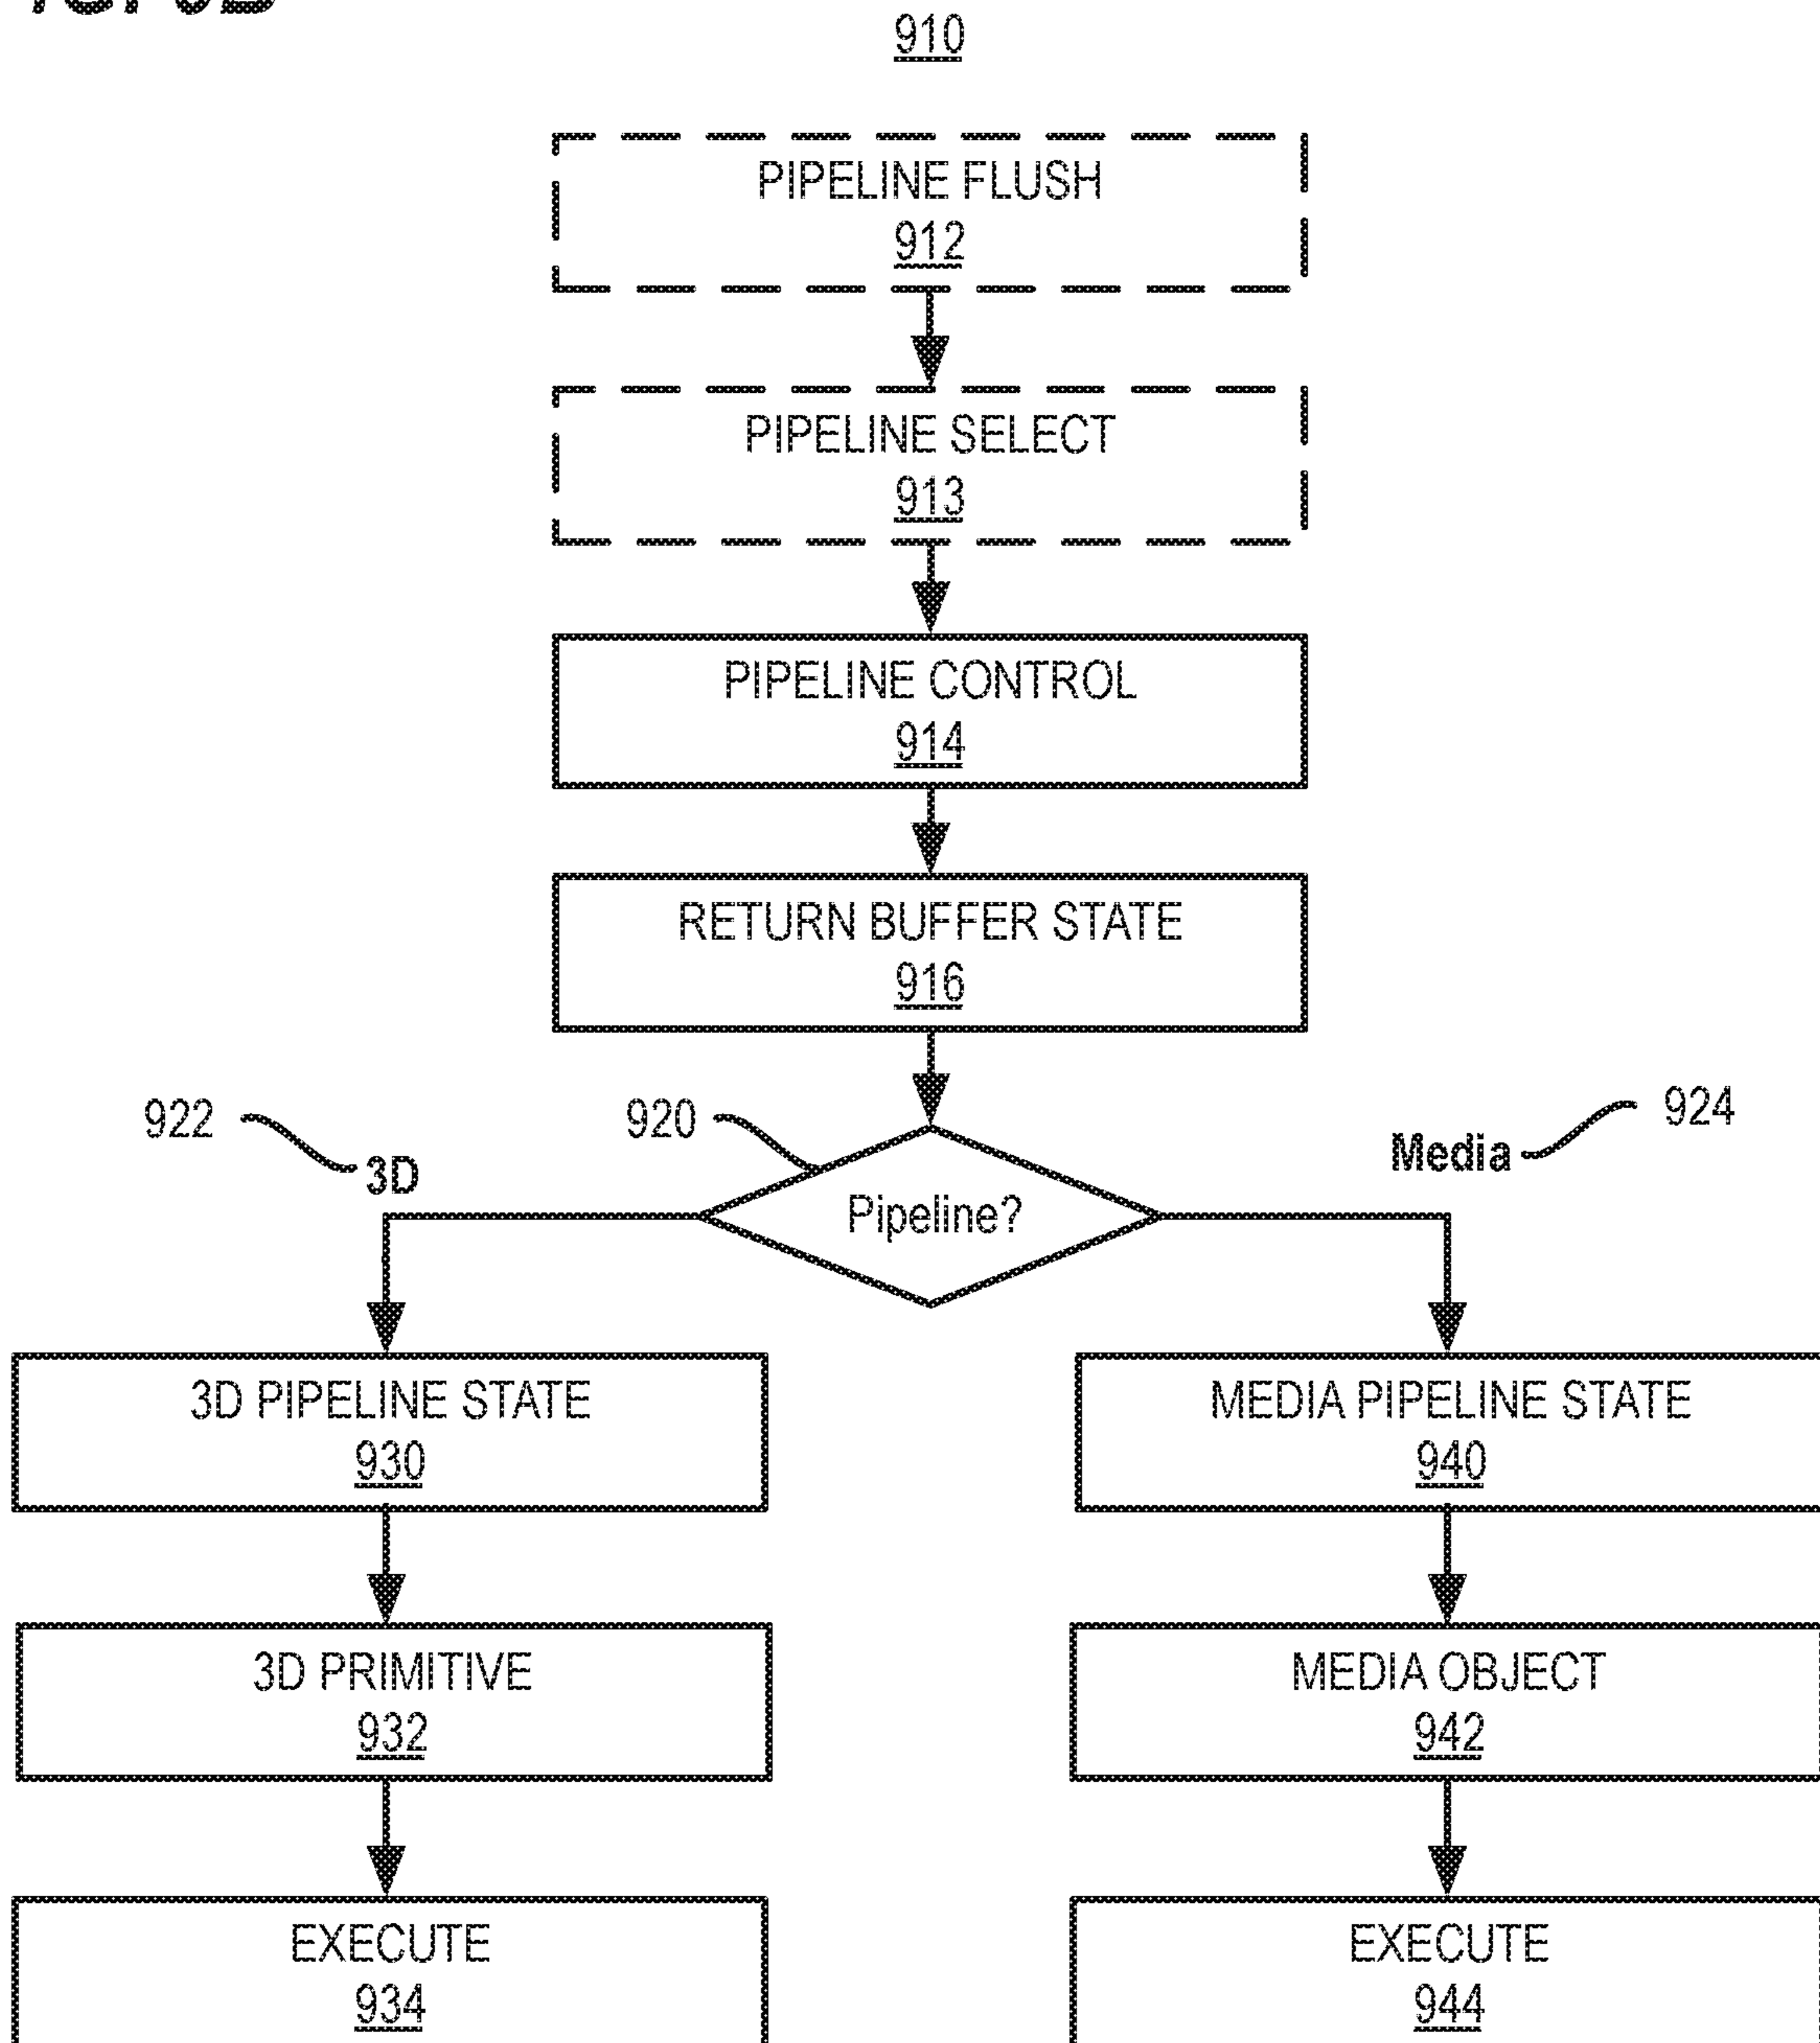 910
PIPELINE FLUSH
912
PIPELINE SELECT
913
PIPELINE CONTROL
914
RETURN BUFFER STATE
916
922
920
924
3D
Media
Pipeline?
3D PIPELINE STATE
930
MEDIA PIPELINE STATE
940
3D PRIMITIVE
932
MEDIA OBJECT
942
EXECUTE
934
EXECUTE
944